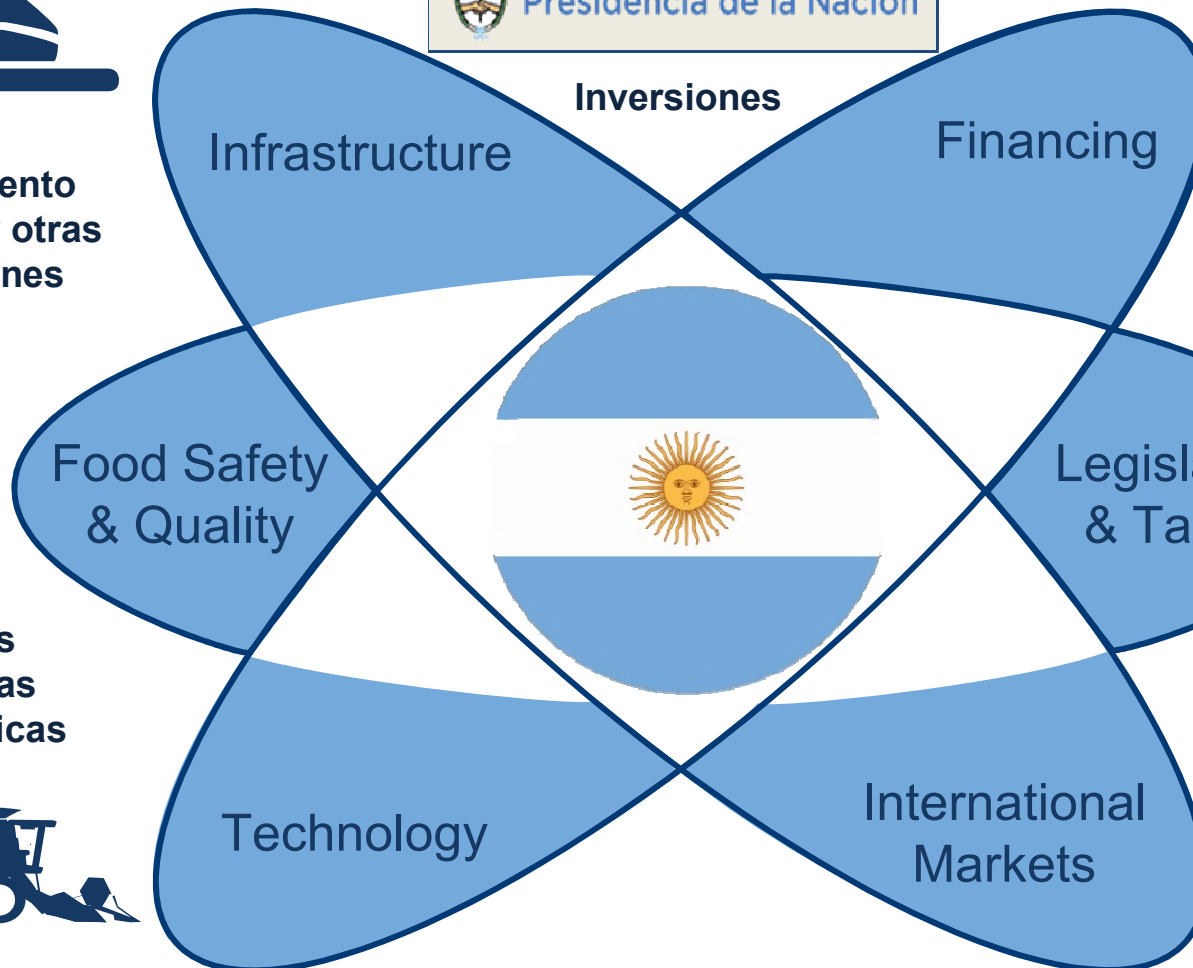 Presidencia de la Nación
Inversiones
Infrastructure
Financing
ento
otras
nes
Food Safety
& Quality
Legisl
& Ta
s
as
icas
Technology
International
Markets